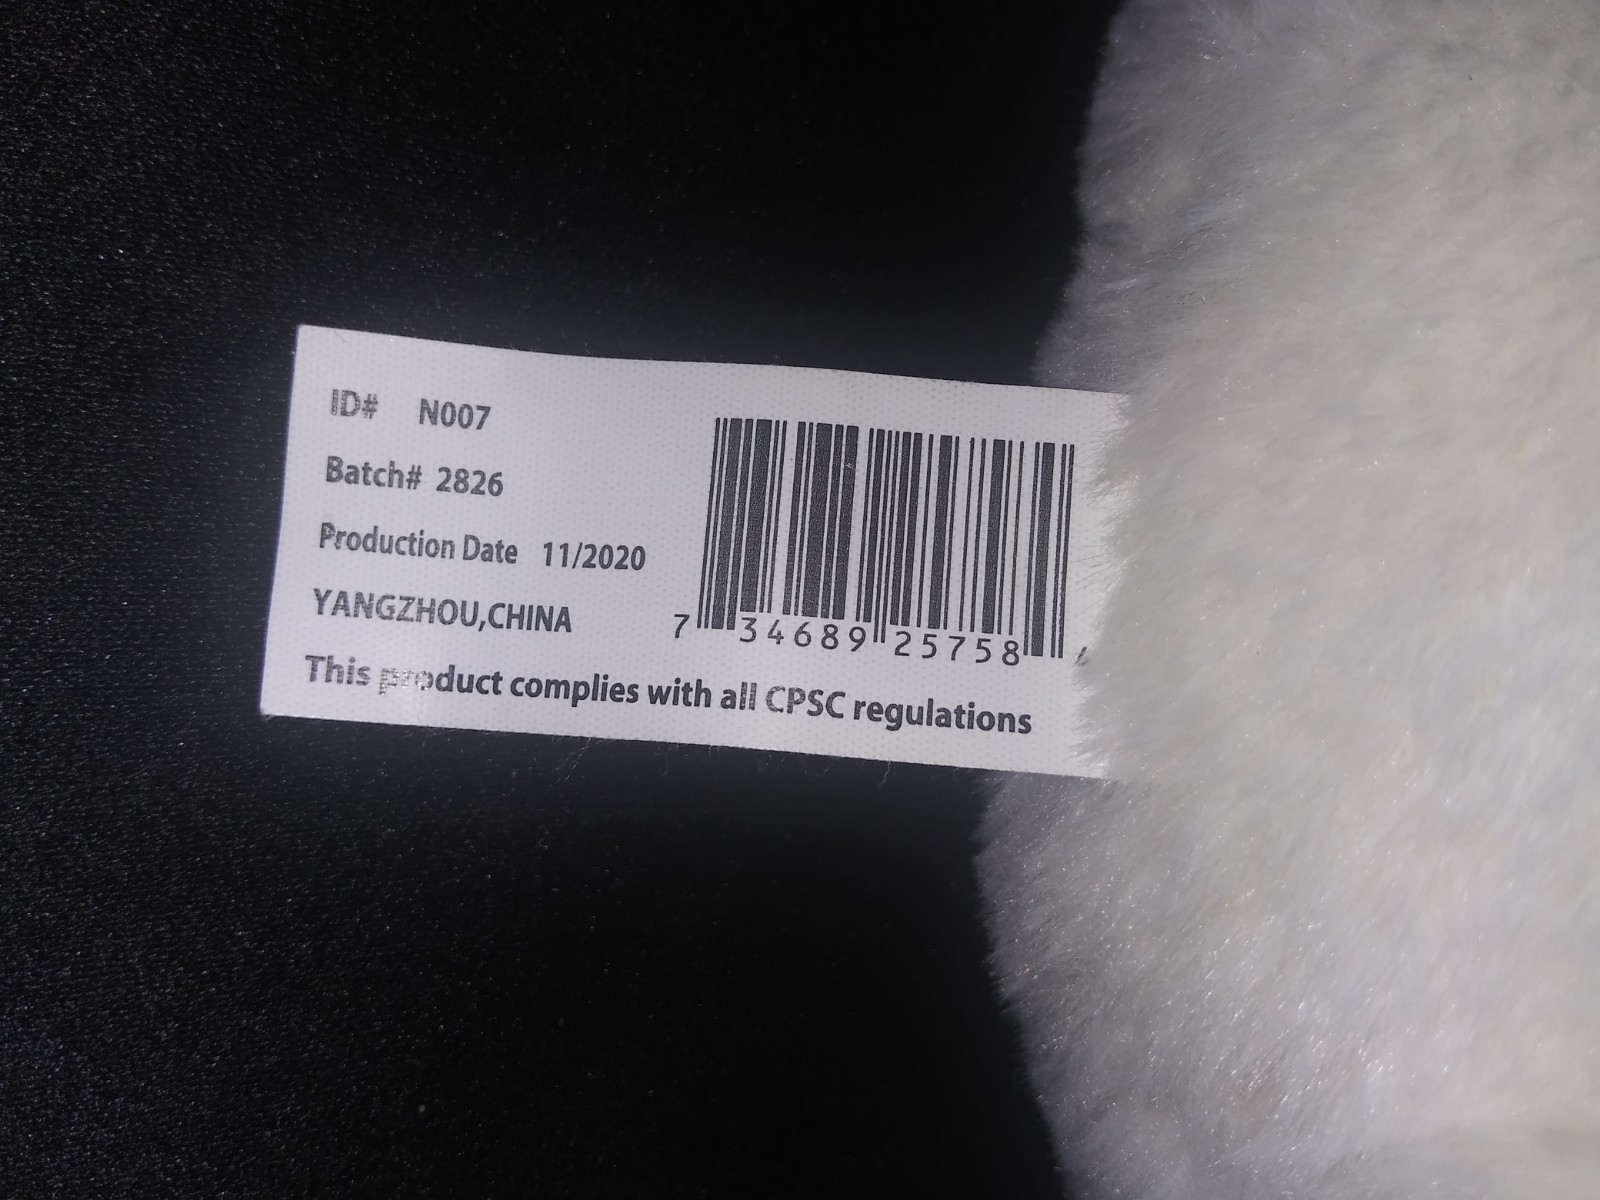 ID# N007
Batch# 2826
Production Date 11/2020
YANGZHOU,CHINA
7 34689 25758
This product complies with all CPSC regulations